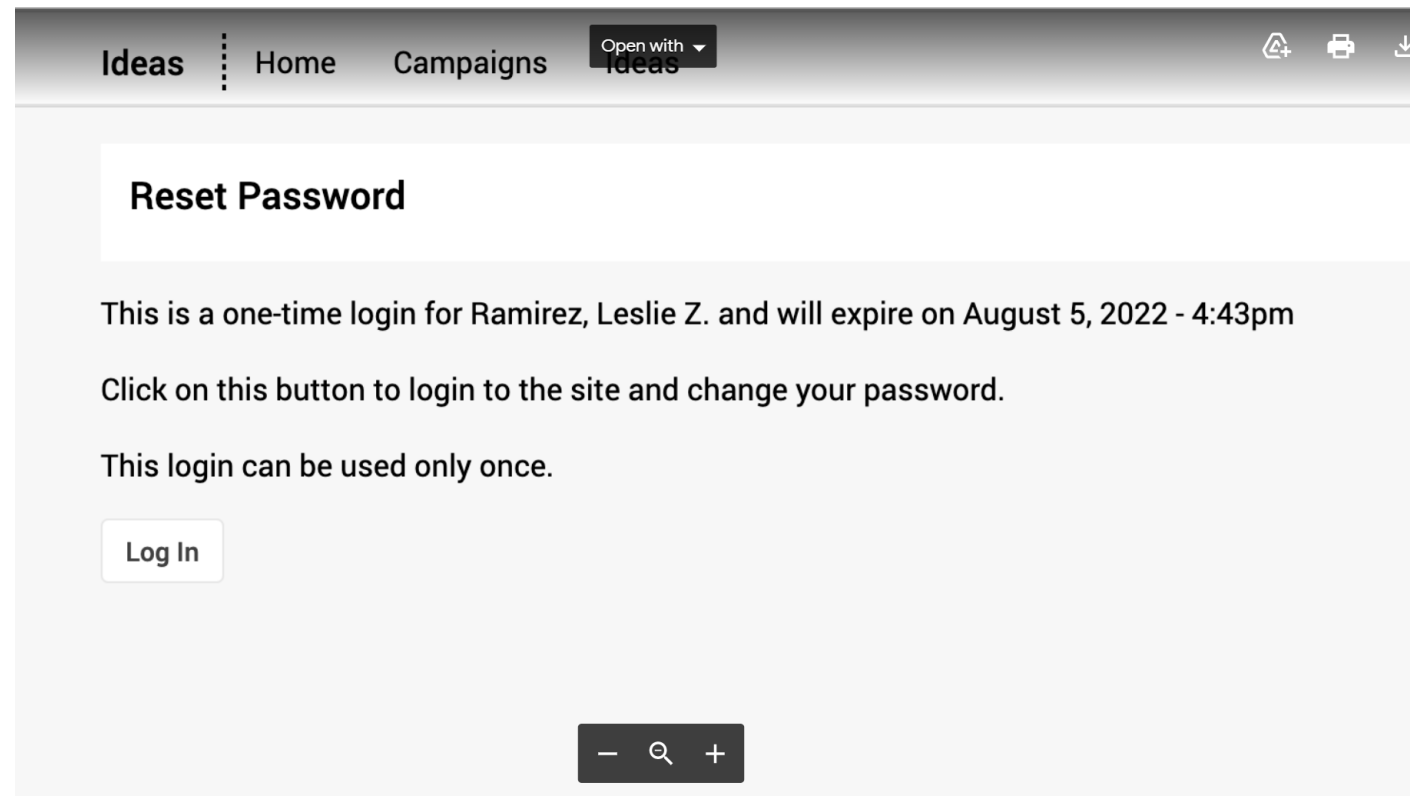 Ideas Home Campaigns Ideas
Open with
Reset Password
This is a one-time login for Ramirez, Leslie Z. and will expire on August 5, 2022 - 4:43pm
Click on this button to login to the site and change your password.
This login can be used only once.
Log In